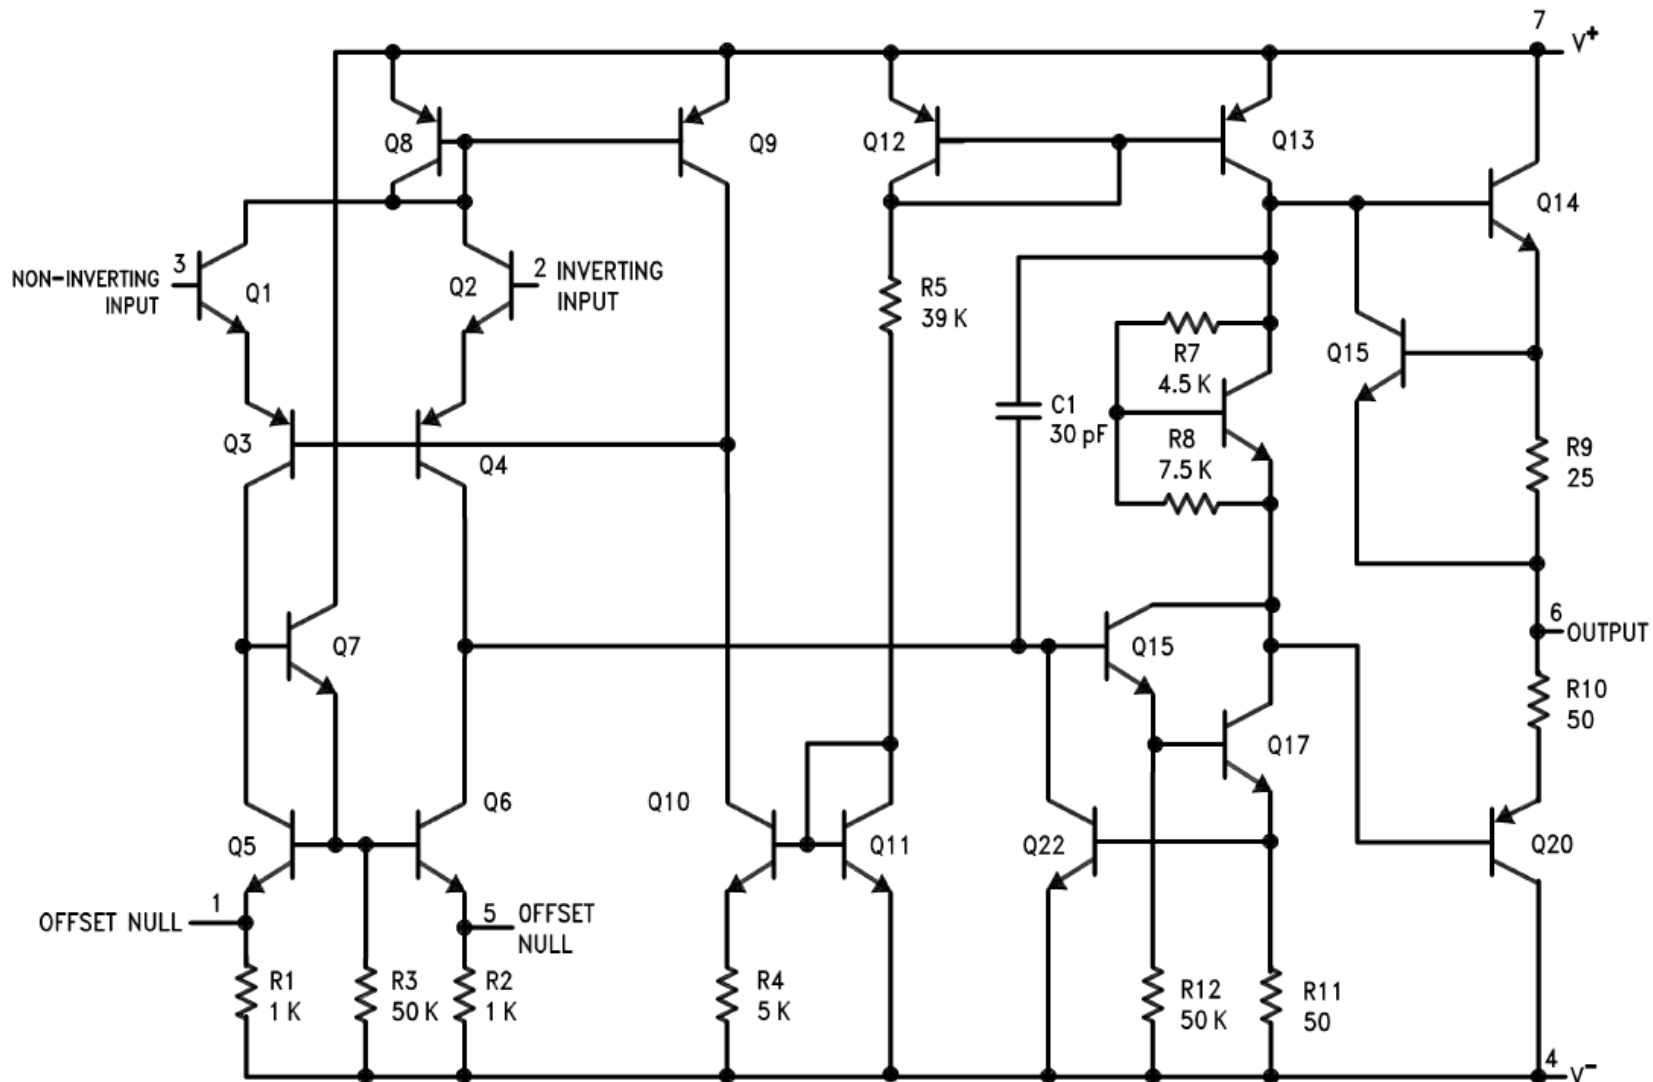 7
V+
Q8
Q9
Q12
Q13
Q14
3
NON-INVERTING
INPUT
Q1
Q2
2
INVERTING
INPUT
R5
39 K
R7
4.5 K
Q15
C1
30 pF
R8
7.5 K
R9
25
Q3
Q4
6
OUTPUT
Q7
Q15
R10
50
Q17
Q5
Q6
Q10
Q11
Q22
Q20
1
OFFSET NULL
5
OFFSET
NULL
R1
1 K
R3
50 K
R2
1 K
R4
5 K
R12
50 K
R11
50
4
V-